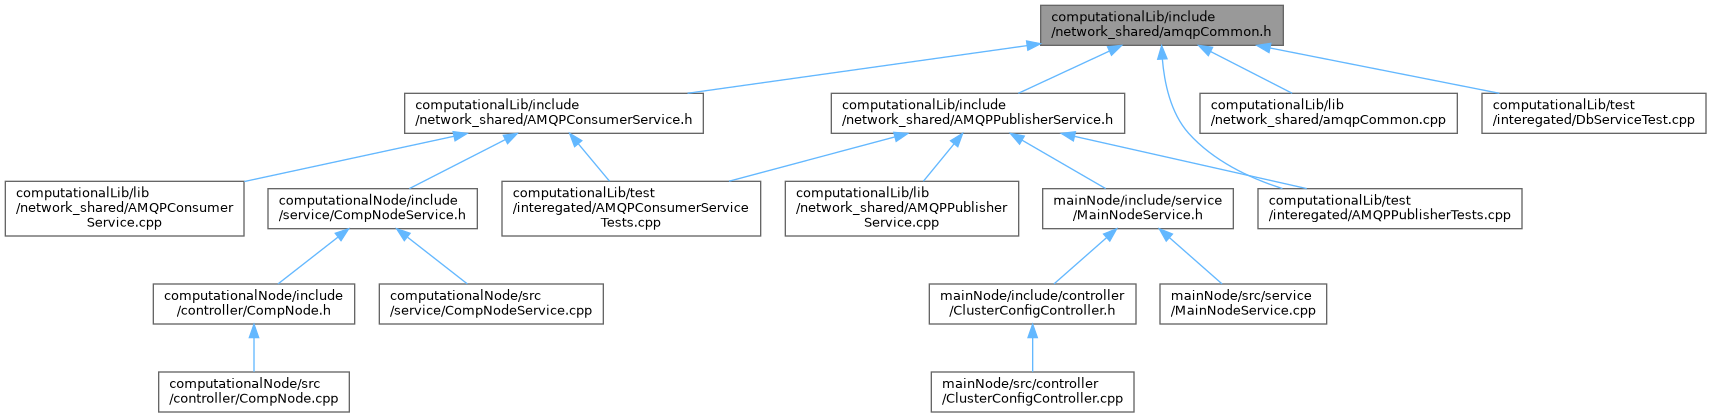 computationalLib/include
/network_shared/amqpCommon.h
computationalLib/include
/network_shared/AMQPConsumerService.h
computationalLib/include
/network_shared/AMQPPublisherService.h
computationalLib/lib
/network_shared/amqpCommon.cpp
computationalLib/test
/interegated/DbServiceTest.cpp
computationalLib/lib
/network_shared/AMQPConsumer
Service.cpp
computationalNode/include
/service/CompNodeService.h
computationalLib/test
/interegated/AMQPConsumerService
Tests.cpp
computationalLib/lib
/network_shared/AMQPPublisher
Service.cpp
mainNode/include/service
/MainNodeService.h
computationalLib/test
/interegated/AMQPPublisherTests.cpp
computationalNode/include
/controller/CompNode.h
computationalNode/src
/service/CompNodeService.cpp
mainNode/include/controller
/ClusterConfigController.h
mainNode/src/service
/MainNodeService.cpp
computationalNode/src
/controller/CompNode.cpp
mainNode/src/controller
/ClusterConfigController.cpp